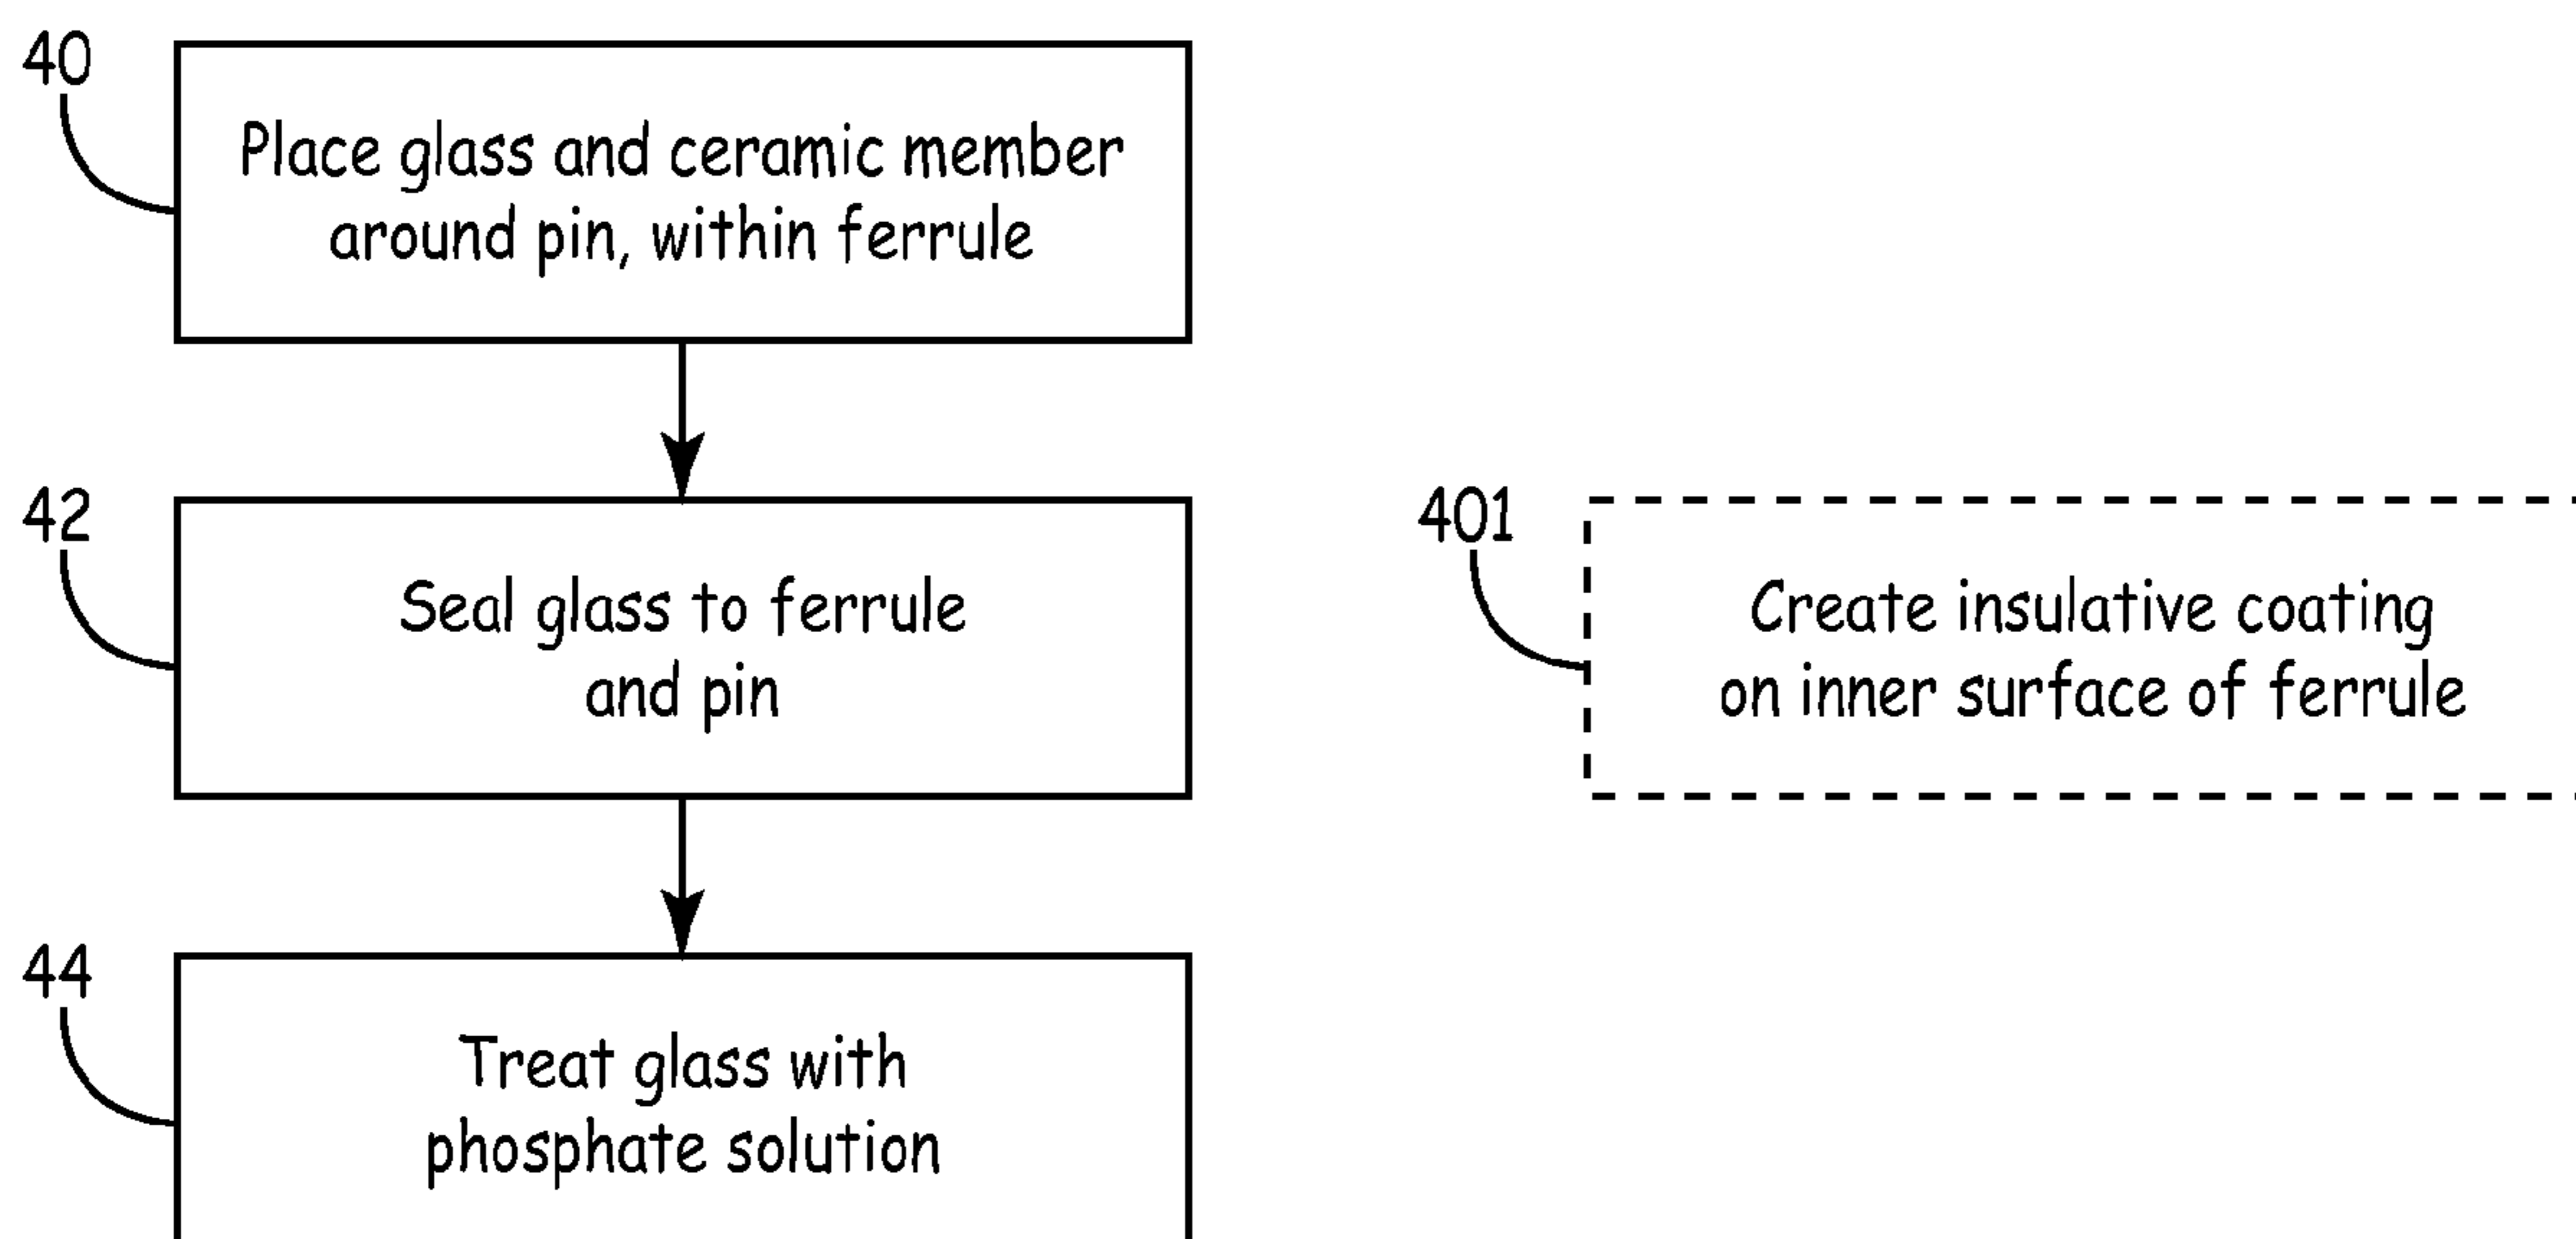 40
Place glass and ceramic member
around pin, within ferrule
42
Seal glass to ferrule
and pin
401
Create insulative coating
on inner surface of ferrule
44
Treat glass with
phosphate solution